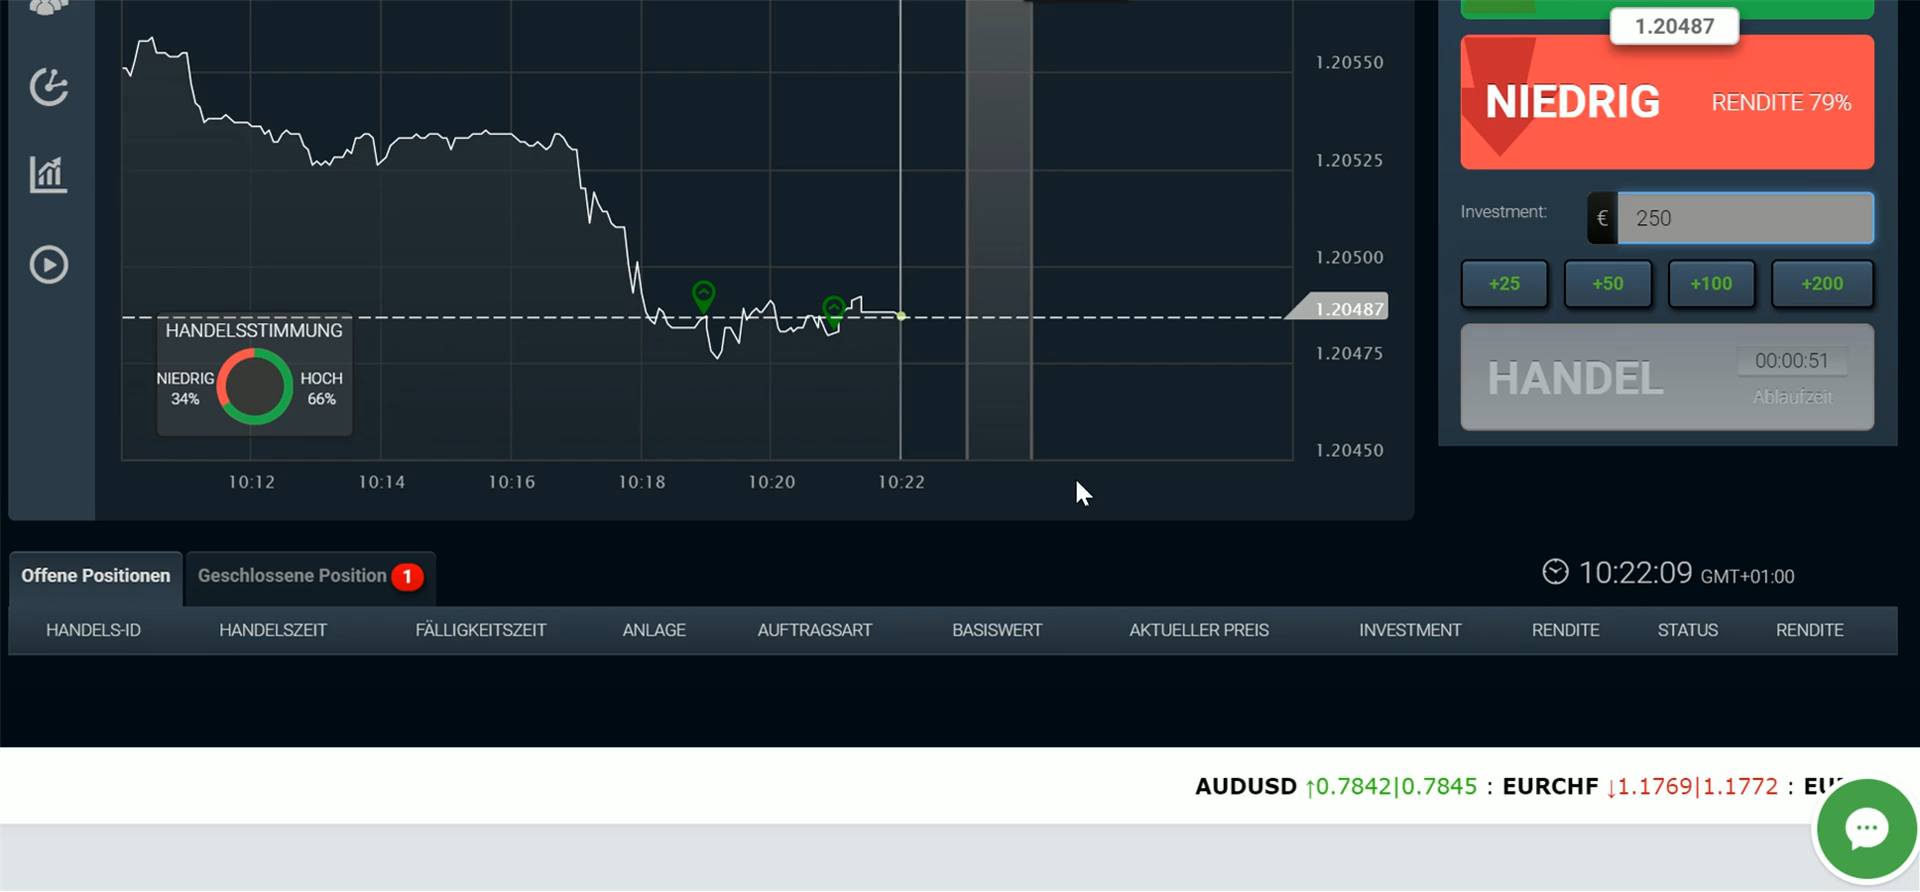 1.20550
1.20525
1.20500
1.20487
1.20475
1.20450
HANDELSSTIMMUNG
NIEDRIG
34%
HOCH
66%
10:12 10:14 10:16 10:18 10:20 10:22
1.20487
NIEDRIG RENDITE 79%
Investment: € 250
+25 +50 +100 +200
HANDEL 00:00:51
Ablaufzeit
Offene Positionen Geschlossene Position 1
10:22:09 GMT+01:00
HANDELS-ID HANDELSZEIT FÄLLIGKEITSZEIT ANLAGE AUFTRAGSART BASISWERT AKTUELLER PREIS INVESTMENT RENDITE STATUS RENDITE
AUDUSD ↑0.7842|0.7845 : EURCHF ↓1.1769|1.1772 :